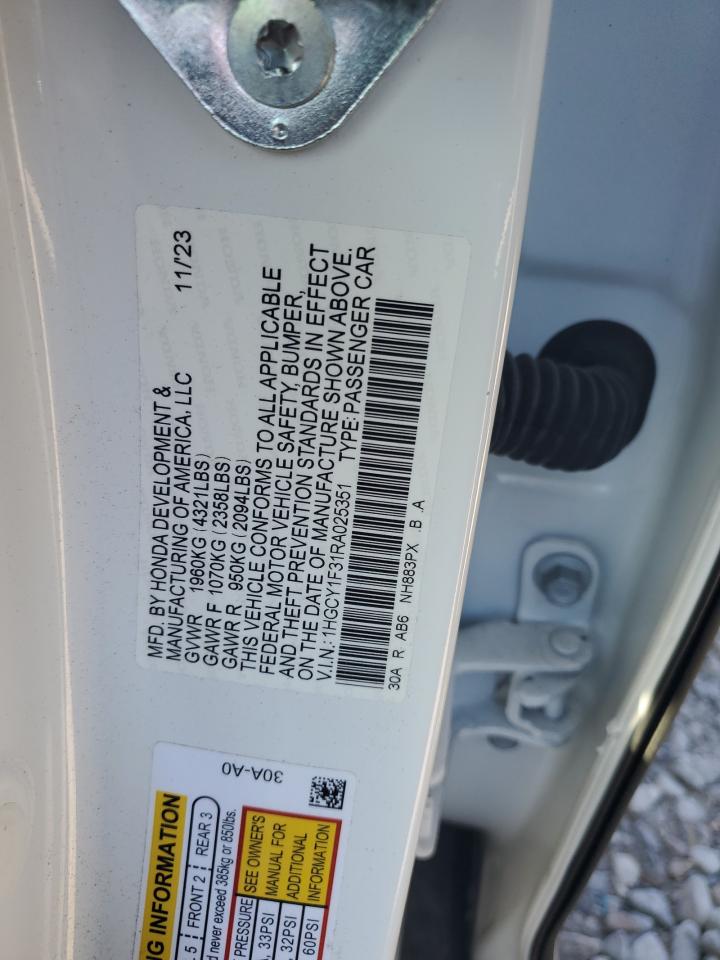 MFD. BY HONDA DEVELOPMENT &
MANUFACTURING OF AMERICA, LLC 11/'23
GVWR 1960KG (4321LBS)
GAWR F 1070KG (2358LBS)
GAWR R 950KG (2094LBS)
THIS VEHICLE CONFORMS TO ALL APPLICABLE
FEDERAL MOTOR VEHICLE SAFETY, BUMPER,
AND THEFT PREVENTION STANDARDS IN EFFECT
ON THE DATE OF MANUFACTURE SHOWN ABOVE.
V.I.N.: 1HGCY1F31RA025351 TYPE: PASSENGER CAR
30A R AB6 NH883PX .B .A
NG INFORMATION 30A-A0
5 FRONT 2 REAR 3
never exceed 385kg or 850lbs.
PRESSURE SEE OWNER'S
33PSI MANUAL FOR
32PSI ADDITIONAL
60PSI INFORMATION